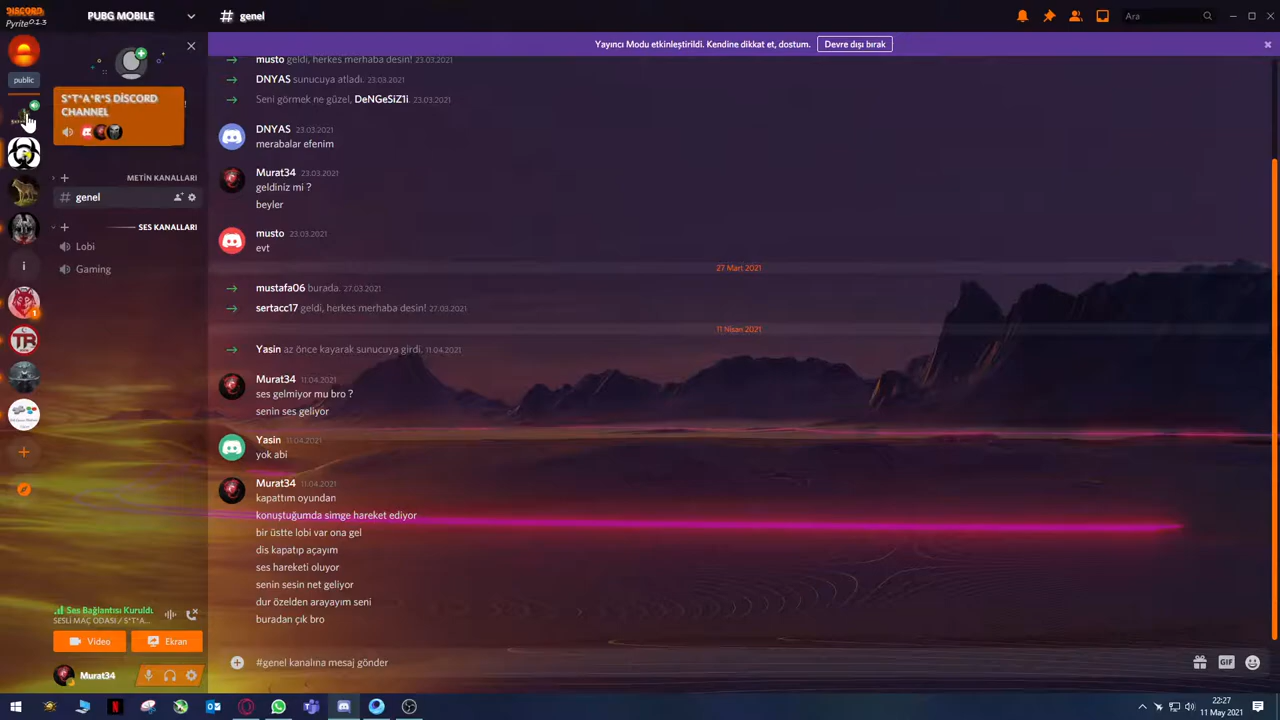 DISCORD
Pyrite0.1.3
PUBG MOBILE
genel
Ara
Yayıncı Modu etkinleştirildi. Kendine dikkat et, dostum.
Devre dışı bırak
public
S*T*A*R*S DİSCORD
CHANNEL
METİN KANALLARI
# genel
SES KANALLARI
Lobi
Gaming
i
1
TR
musto geldi, herkes merhaba desin! 23.03.2021
DNYAS sunucuya atladı. 23.03.2021
Seni görmek ne güzel, DeNGeSiZ1i. 23.03.2021
DNYAS 23.03.2021
merabalar efenim
Murat34 23.03.2021
geldiniz mi ?
beyler
musto 23.03.2021
evt
27 Mart 2021
mustafa06 burada. 27.03.2021
sertacc17 geldi, herkes merhaba desin! 27.03.2021
11 Nisan 2021
Yasin az önce kayarak sunucuya girdi. 11.04.2021
Murat34 11.04.2021
ses gelmiyor mu bro ?
senin ses geliyor
Yasin 11.04.2021
yok abi
Murat34 11.04.2021
kapattım oyundan
konuştuğumda simge hareket ediyor
bir üstte lobi var ona gel
dis kapatıp açayım
ses hareketi oluyor
senin sesin net geliyor
dur özelden arayayım seni
buradan çık bro
Ses Bağlantısı Kuruldu
SESLİ MAÇ ODASI / S*T*A...
Video
Ekran
Murat34
#genel kanalına mesaj gönder
GIF
22:27
11 May 2021